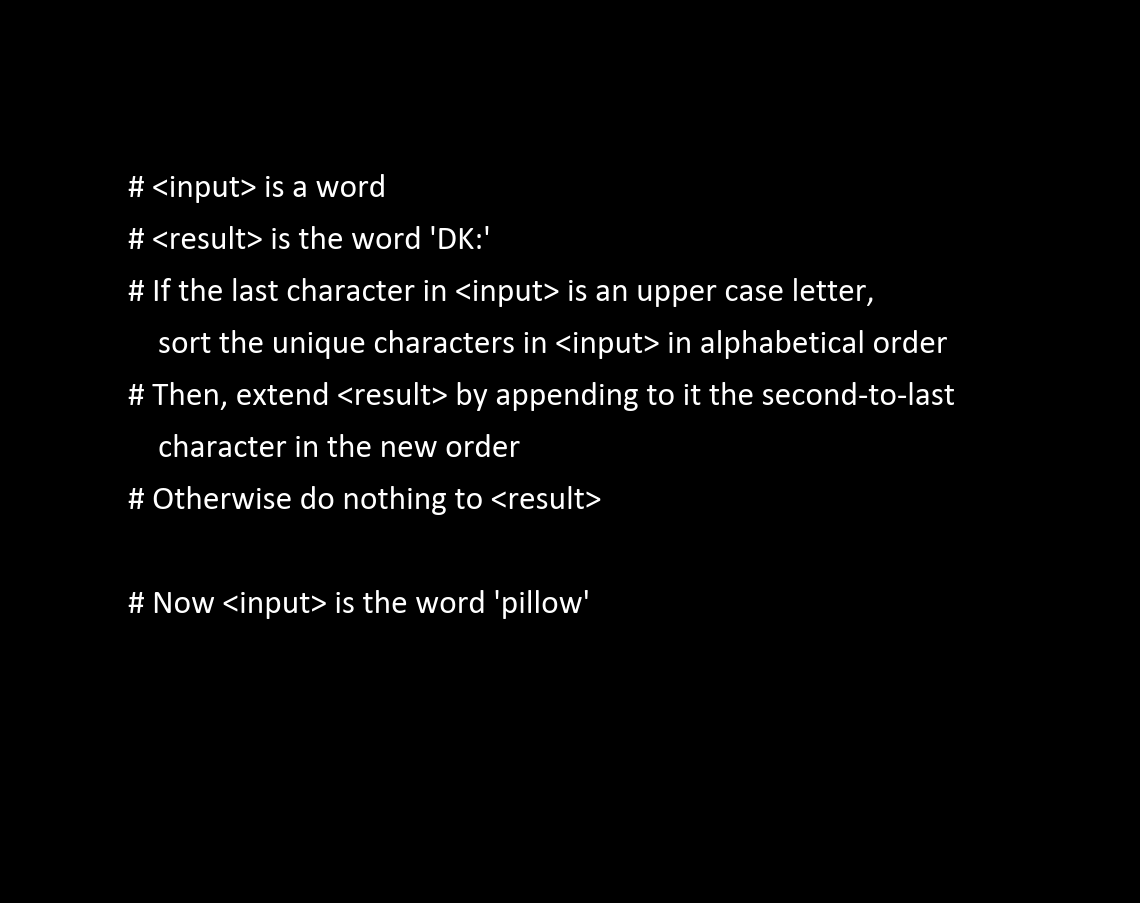 # <input> is a word
# <result> is the word 'DK:'
# If the last character in <input> is an upper case letter,
sort the unique characters in <input> in alphabetical order
# Then, extend <result> by appending to it the second-to-last
character in the new order
# Otherwise do nothing to <result>
# Now <input> is the word 'pillow'